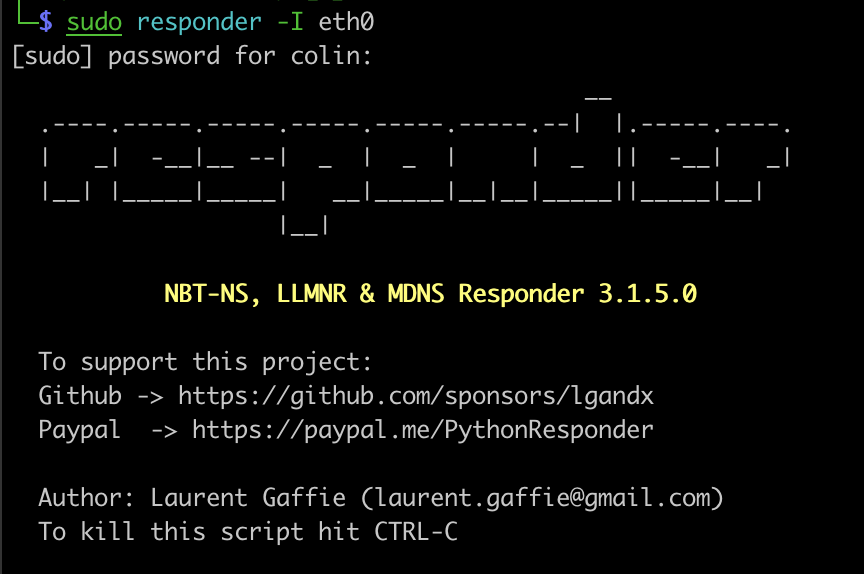 └─$ sudo responder -I eth0
[sudo] password for colin:
                                         __
  .----.-----.-----.-----.-----.-----.--|  |.-----.----.
  |   _|  -__|__ --|  _  |  _  |     |  _  ||  -__|   _|
  |__| |_____|_____|   __|_____|__|__|_____||_____|__|
                   |__|
NBT-NS, LLMNR & MDNS Responder 3.1.5.0
To support this project:
Github -> https://github.com/sponsors/lgandx
Paypal  -> https://paypal.me/PythonResponder
Author: Laurent Gaffie (laurent.gaffie@gmail.com)
To kill this script hit CTRL-C